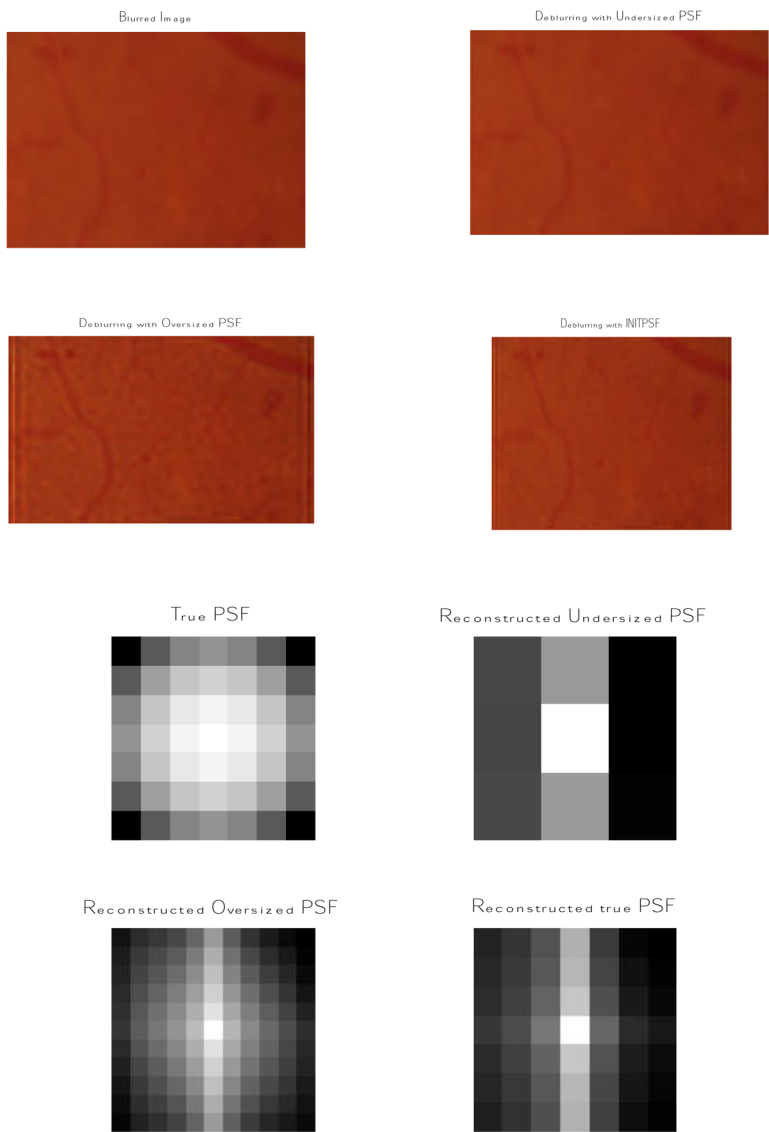 Blurred Image
Deblurring with Undersized PSF
Deblurring with Oversized PSF
Deblurring with INITPSF
True PSF
Reconstructed Undersized PSF
Reconstructed Oversized PSF
Reconstructed true PSF